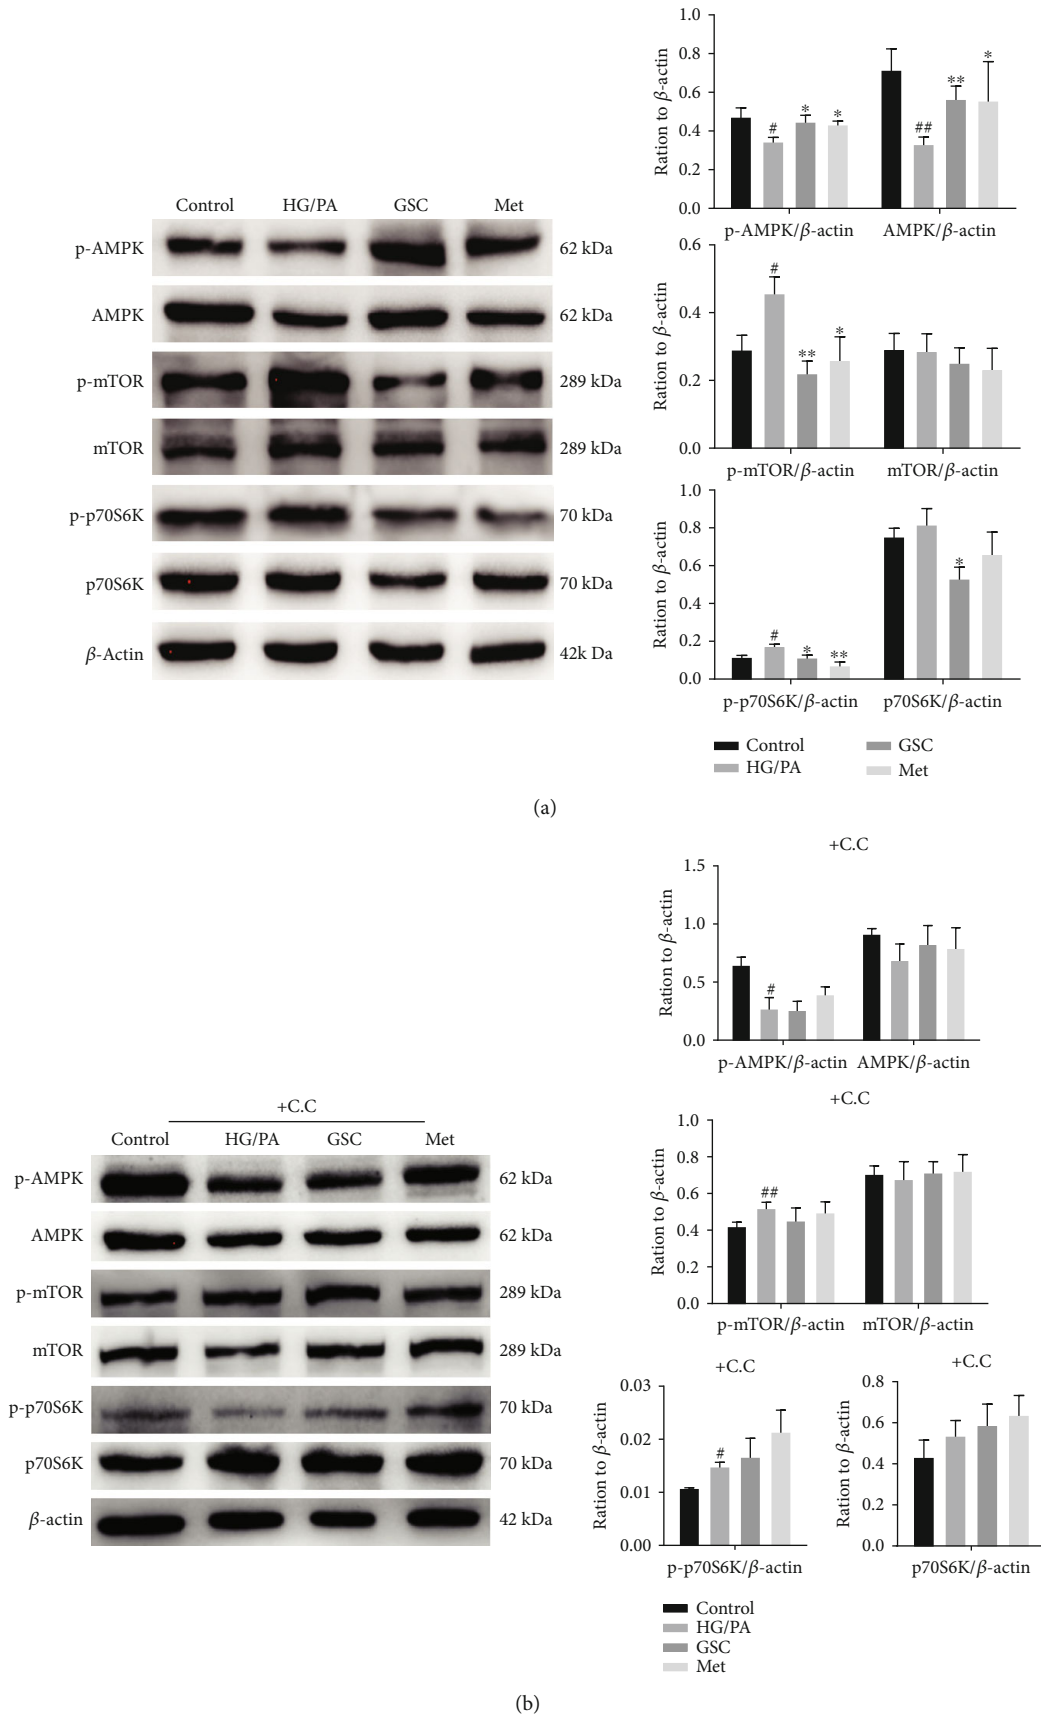 Control HG/PA GSC Met
p-AMPK 62 kDa
AMPK 62 kDa
p-mTOR 289 kDa
mTOR 289 kDa
p-p70S6K 70 kDa
p70S6K 70 kDa
β-Actin 42k Da
Ration to β-actin
1.0
0.8
0.6
0.4
0.2
0.0
# * * ## ** *
p-AMPK/β-actin AMPK/β-actin
Ration to β-actin
0.6
0.4
0.2
0.0
# ** *
p-mTOR/β-actin mTOR/β-actin
Ration to β-actin
1.0
0.8
0.6
0.4
0.2
0.0
# * ** *
p-p70S6K/β-actin p70S6K/β-actin
Control GSC
HG/PA Met
(a)
+C.C
Control HG/PA GSC Met
p-AMPK 62 kDa
AMPK 62 kDa
p-mTOR 289 kDa
mTOR 289 kDa
p-p70S6K 70 kDa
p70S6K 70 kDa
β-actin 42 kDa
+C.C
Ration to β-actin
1.5
1.0
0.5
0.0
#
p-AMPK/β-actin AMPK/β-actin
+C.C
Ration to β-actin
1.0
0.8
0.6
0.4
0.2
0.0
##
p-mTOR/β-actin mTOR/β-actin
+C.C
Ration to β-actin
0.03
0.02
0.01
0.00
#
p-p70S6K/β-actin
+C.C
Ration to β-actin
0.8
0.6
0.4
0.2
0.0
p70S6K/β-actin
Control
HG/PA
GSC
Met
(b)